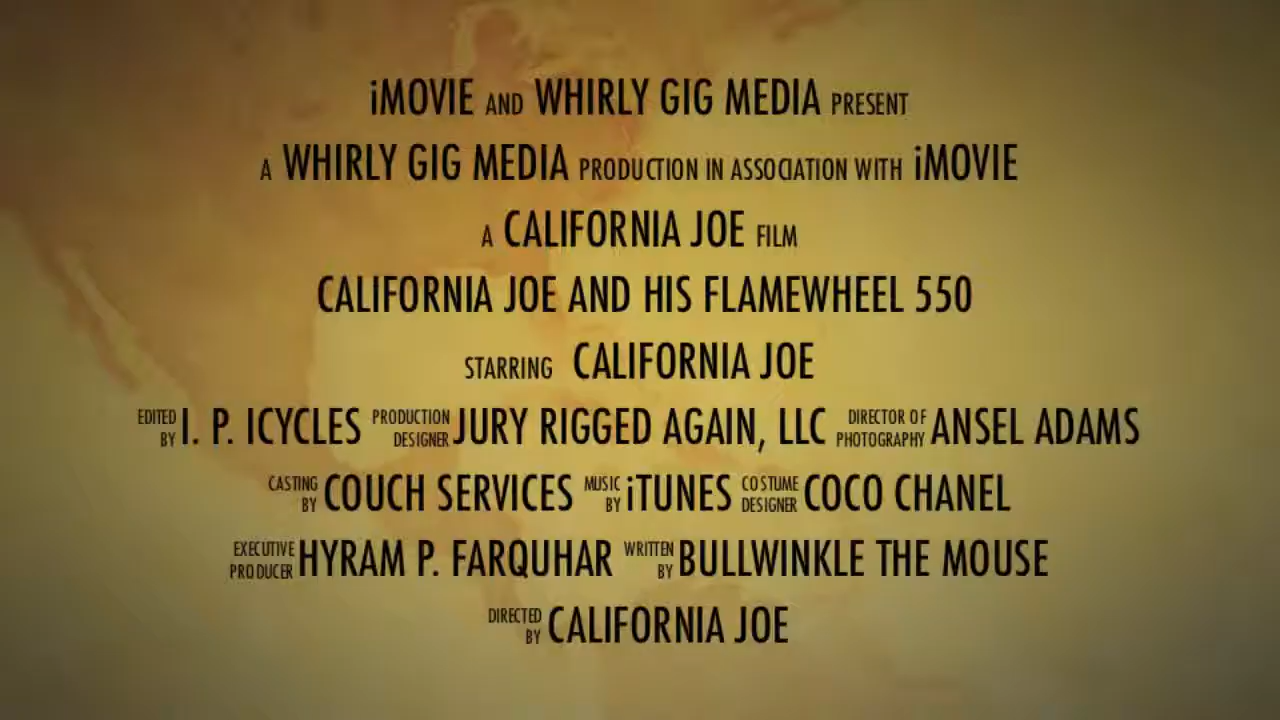 iMOVIE AND WHIRLY GIG MEDIA PRESENT
A WHIRLY GIG MEDIA PRODUCTION IN ASSOCIATION WITH iMOVIE
A CALIFORNIA JOE FILM
CALIFORNIA JOE AND HIS FLAMEWHEEL 550
STARRING CALIFORNIA JOE
EDITED BY I. P. ICYCLES PRODUCTION DESIGNER JURY RIGGED AGAIN, LLC DIRECTOR OF PHOTOGRAPHY ANSEL ADAMS
CASTING BY COUCH SERVICES MUSIC BY iTUNES COSTUME DESIGNER COCO CHANEL
EXECUTIVE PRODUCER HYRAM P. FARQUHAR WRITTEN BY BULLWINKLE THE MOUSE
DIRECTED BY CALIFORNIA JOE